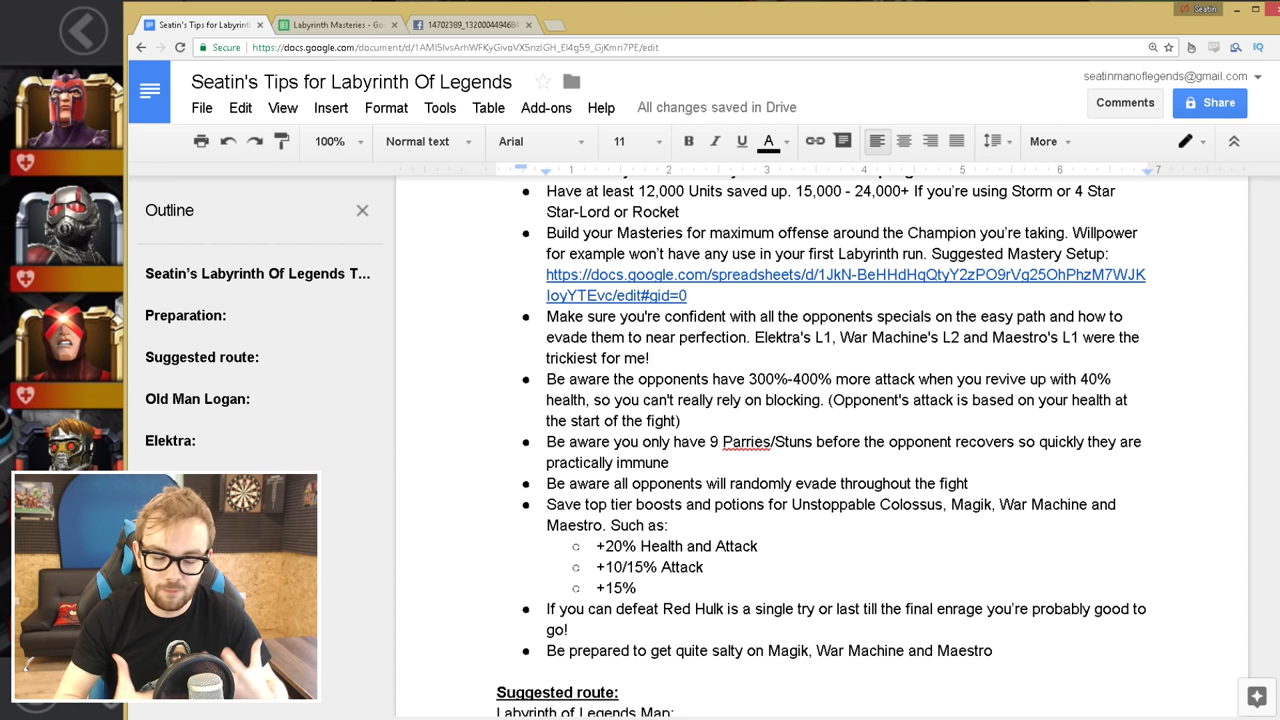 Seatin
Seatin's Tips for Labyrint
Labyrinth Masteries - Go
14702389_132000449468
Secure
https://docs.google.com/document/d/1AMI5IvsArhWFKyGivaVX5nzIGH_El4g59_GjKmri7PE/edit
Seatin's Tips for Labyrinth Of Legends
seatinmanoflegends@gmail.com
File Edit View Insert Format Tools Table Add-ons Help All changes saved in Drive
Comments
Share
100% Normal text Arial 11 B I U A More
1 2 3 4 5 6 7
Outline
Seatin's Labyrinth Of Legends T...
Preparation:
Suggested route:
Old Man Logan:
Elektra:
Have at least 12,000 Units saved up. 15,000 - 24,000+ If you're using Storm or 4 Star
Star-Lord or Rocket
Build your Masteries for maximum offense around the Champion you're taking. Willpower
for example won't have any use in your first Labyrinth run. Suggested Mastery Setup:
https://docs.google.com/spreadsheets/d/1JkN-BeHHdHqQtyY2zPO9rVg25OhPhzM7WJK
IoyYTEvc/edit#gid=0
Make sure you're confident with all the opponents specials on the easy path and how to
evade them to near perfection. Elektra's L1, War Machine's L2 and Maestro's L1 were the
trickiest for me!
Be aware the opponents have 300%-400% more attack when you revive up with 40%
health, so you can't really rely on blocking. (Opponent's attack is based on your health at
the start of the fight)
Be aware you only have 9 Parries/Stuns before the opponent recovers so quickly they are
practically immune
Be aware all opponents will randomly evade throughout the fight
Save top tier boosts and potions for Unstoppable Colossus, Magik, War Machine and
Maestro. Such as:
+20% Health and Attack
+10/15% Attack
+15%
If you can defeat Red Hulk is a single try or last till the final enrage you're probably good to
go!
Be prepared to get quite salty on Magik, War Machine and Maestro
Suggested route:
Labyrinth of Legends Map: